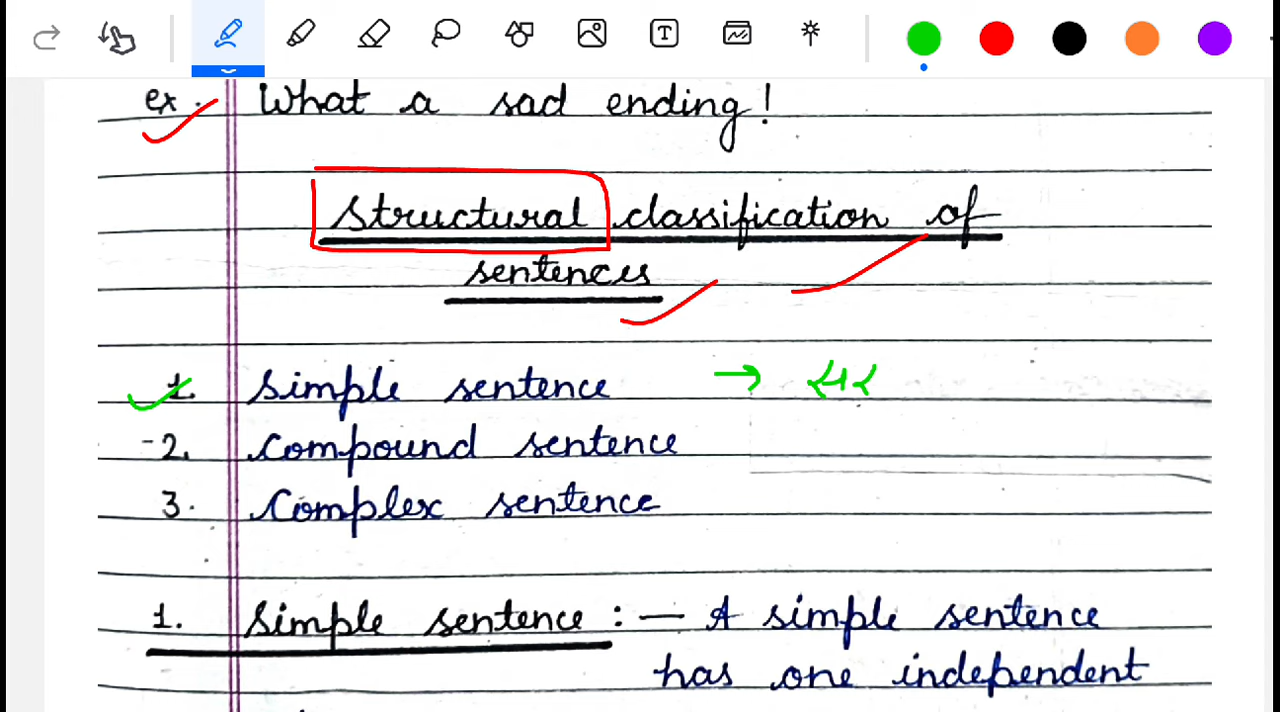 ex. What a sad ending!
Structural classification of
sentences
1. Simple sentence →
-2. Compound sentence
3. Complex sentence
1. Simple sentence : — A simple sentence
has one independent